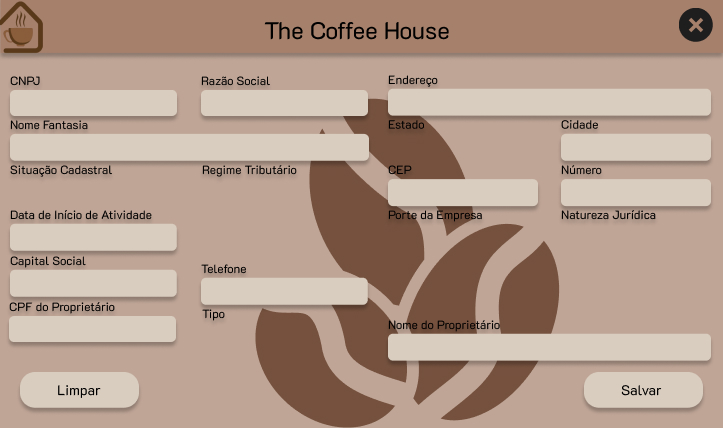 The Coffee House
CNPJ
Razão Social
Endereço
Nome Fantasia
Estado
Cidade
Situação Cadastral
Regime Tributário
CEP
Número
Data de Início de Atividade
Porte da Empresa
Natureza Jurídica
Capital Social
Telefone
CPF do Proprietário
Tipo
Nome do Proprietário
Limpar
Salvar